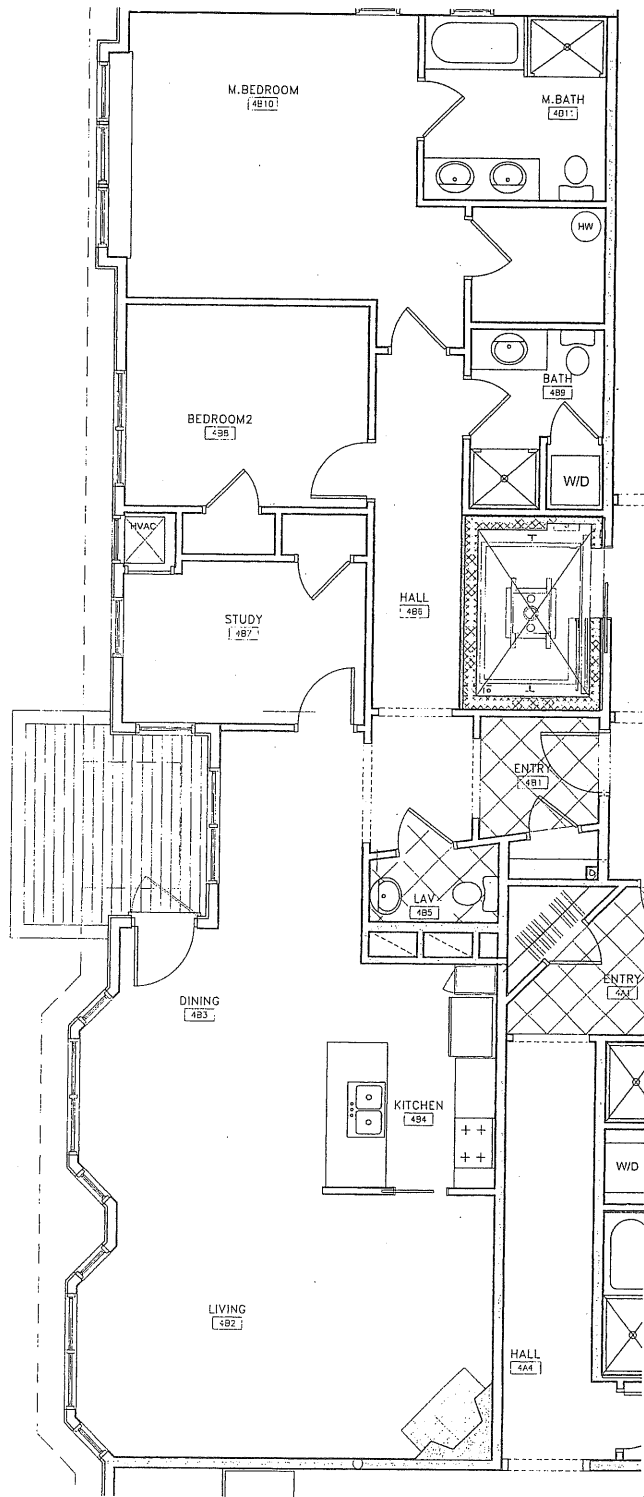 M.BEDROOM
4B10
M.BATH
4B11
HW
BATH
4B9
W/D
BEDROOM2
4B8
HVAC
STUDY
4B7
HALL
4B6
ENTRY
4B1
LAV
4B5
DINING
4B3
ENTRY
4A1
KITCHEN
4B4
W/D
LIVING
4B2
HALL
4A4